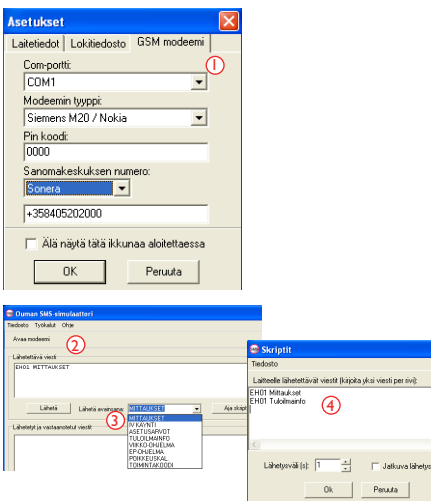 Asetukset
Laitetiedot Lokitiedosto GSM modeemi
1
Com-portti:
COM1
Modeemin tyyppi:
Siemens M20 / Nokia
Pin koodi:
0000
Sanomakeskuksen numero:
Sonera
+358405202000
Älä näytä tätä ikkunaa aloitettaessa
OK Peruuta
Ouman SMS-simulaattori
Tiedosto Työkalut Ohje
Avaa modeemi
2
Lähetettävä viesti
EH01 MITTAUKSET
Lähetä Lähetä avainsana: MITTAUKSET Aja skript
3
MITTAUKSET
IV KÄYNTI
ASETUSARVOT
TULOILMAINFO
VIIKKO-OHJELMA
EP-OHJELMA
POIKKEUSKAL.
TOIMINTAKOODI
Lähetetyt ja vastaanotetut viestit:
Skriptit
Tiedosto
Laitteelle lähetettävät viestit (kirjoita yksi viesti per rivi):
EH01 Mittaukset
EH01 Tuloilmainfo
4
Lähetysväli (s): 1 Jatkuva lähetys
Ok Peruuta